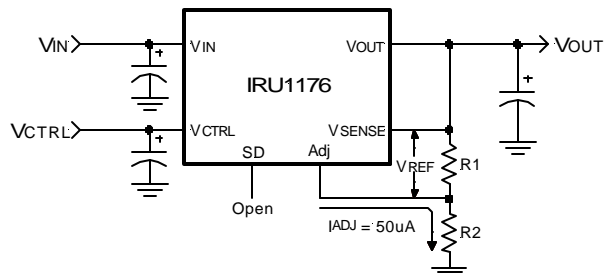 VIN
VIN
VOUT
VOUT
IRU1176
VCTRL
VCTRL
VSENSE
SD
Adj
VREF
R1
Open
IADJ = 50uA
R2